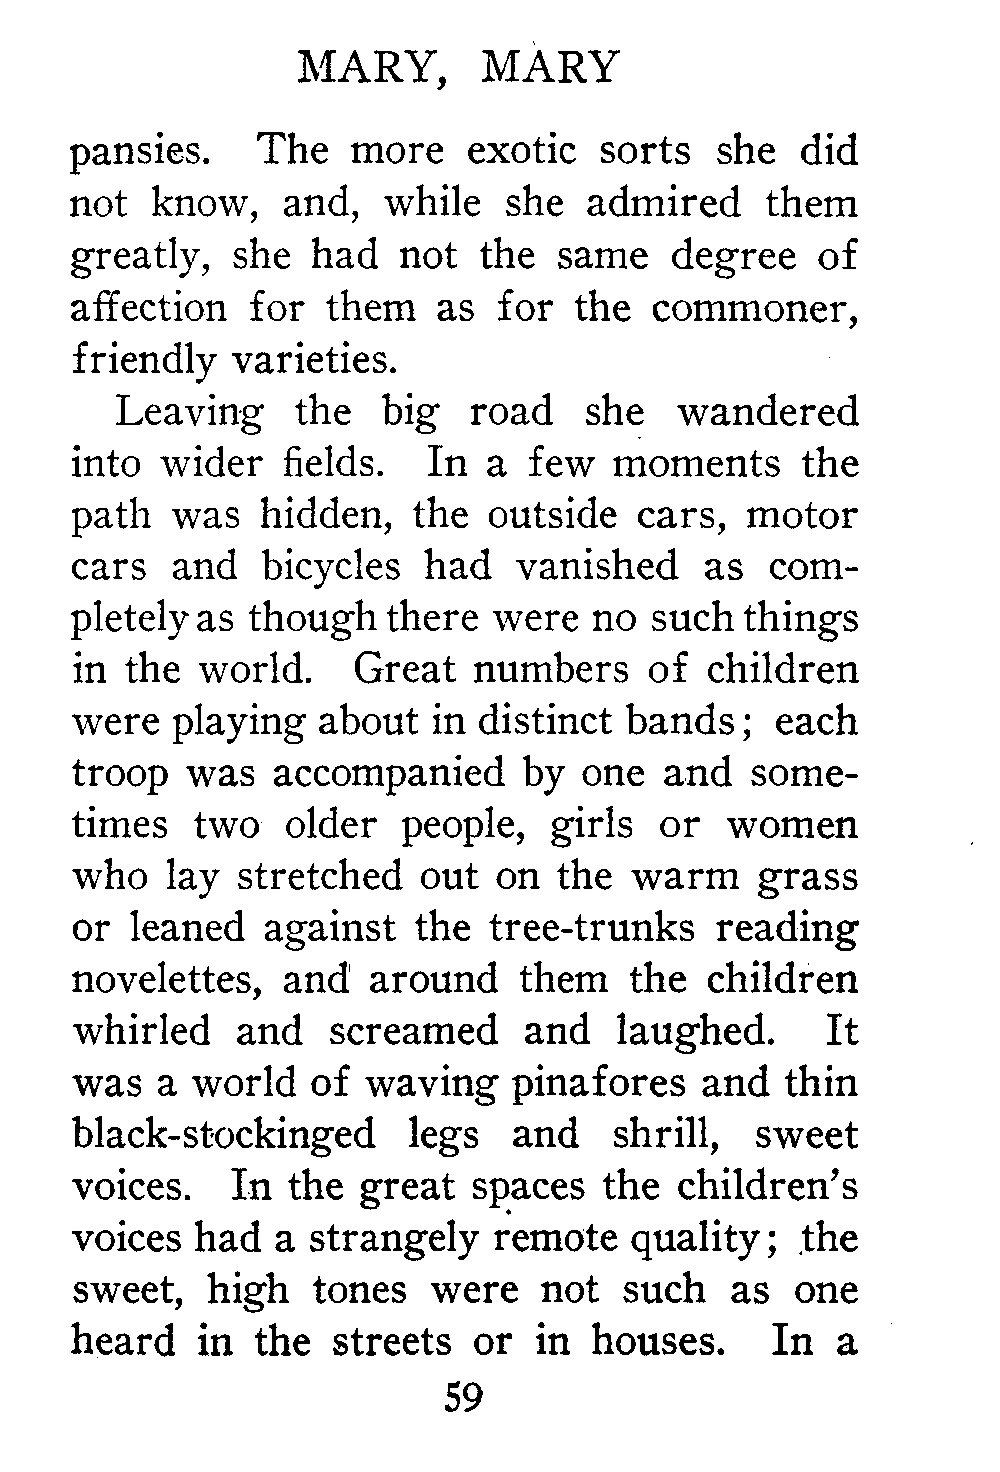 MARY, MARY
pansies. The more exotic sorts she did
not know, and, while she admired them
greatly, she had not the same degree of
affection for them as for the commoner,
friendly varieties.
Leaving the big road she wandered
into wider fields. In a few moments the
path was hidden, the outside cars, motor
cars and bicycles had vanished as com-
pletely as though there were no such things
in the world. Great numbers of children
were playing about in distinct bands; each
troop was accompanied by one and some-
times two older people, girls or women
who lay stretched out on the warm grass
or leaned against the tree-trunks reading
novelettes, and around them the children
whirled and screamed and laughed. It
was a world of waving pinafores and thin
black-stockinged legs and shrill, sweet
voices. In the great spaces the children's
voices had a strangely remote quality; the
sweet, high tones were not such as one
heard in the streets or in houses. In a
59